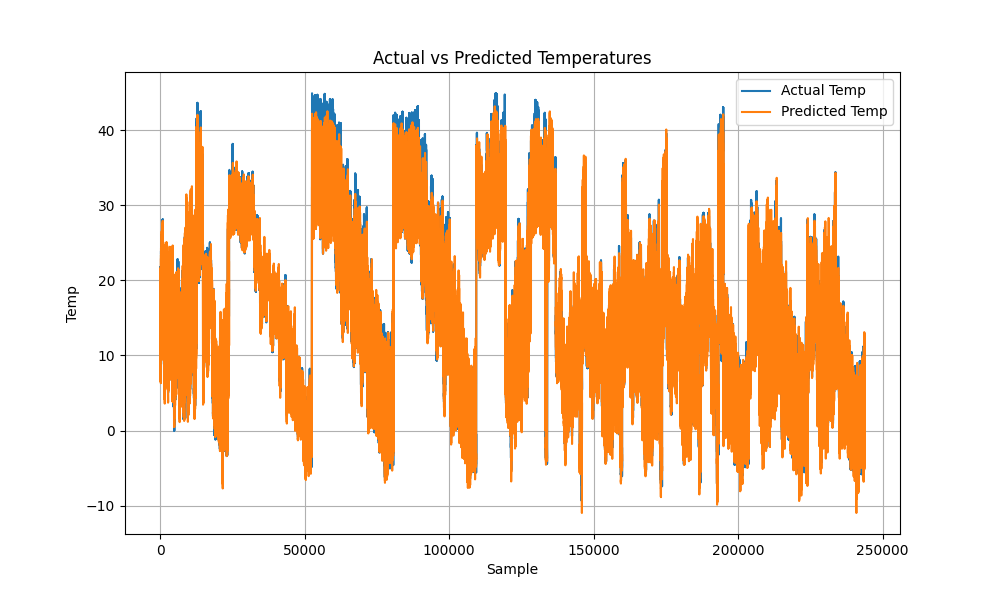 Actual vs Predicted Temperatures
Actual Temp
Predicted Temp
40
30
20
10
0
−10
Temp
0
50000
100000
150000
200000
250000
Sample